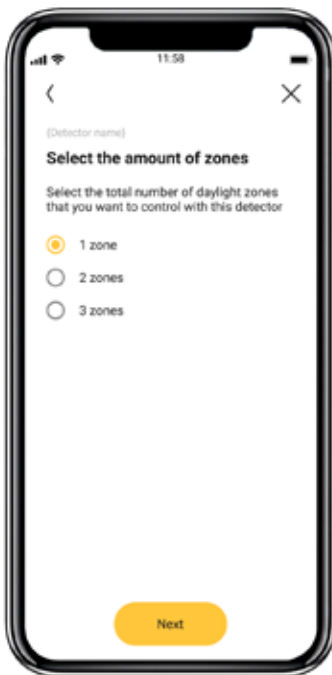 11:58
{Detector name}
Select the amount of zones
Select the total number of daylight zones
that you want to control with this detector
1 zone
2 zones
3 zones
Next